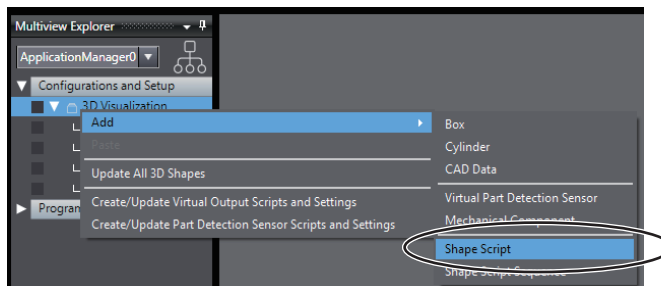 Multiview Explorer
ApplicationManager0
Configurations and Setup
3D Visualization
Add
Paste
Update All 3D Shapes
Create/Update Virtual Output Scripts and Settings
Create/Update Part Detection Sensor Scripts and Settings
Program
Box
Cylinder
CAD Data
Virtual Part Detection Sensor
Mechanical Component
Shape Script
Shape Script Sequence